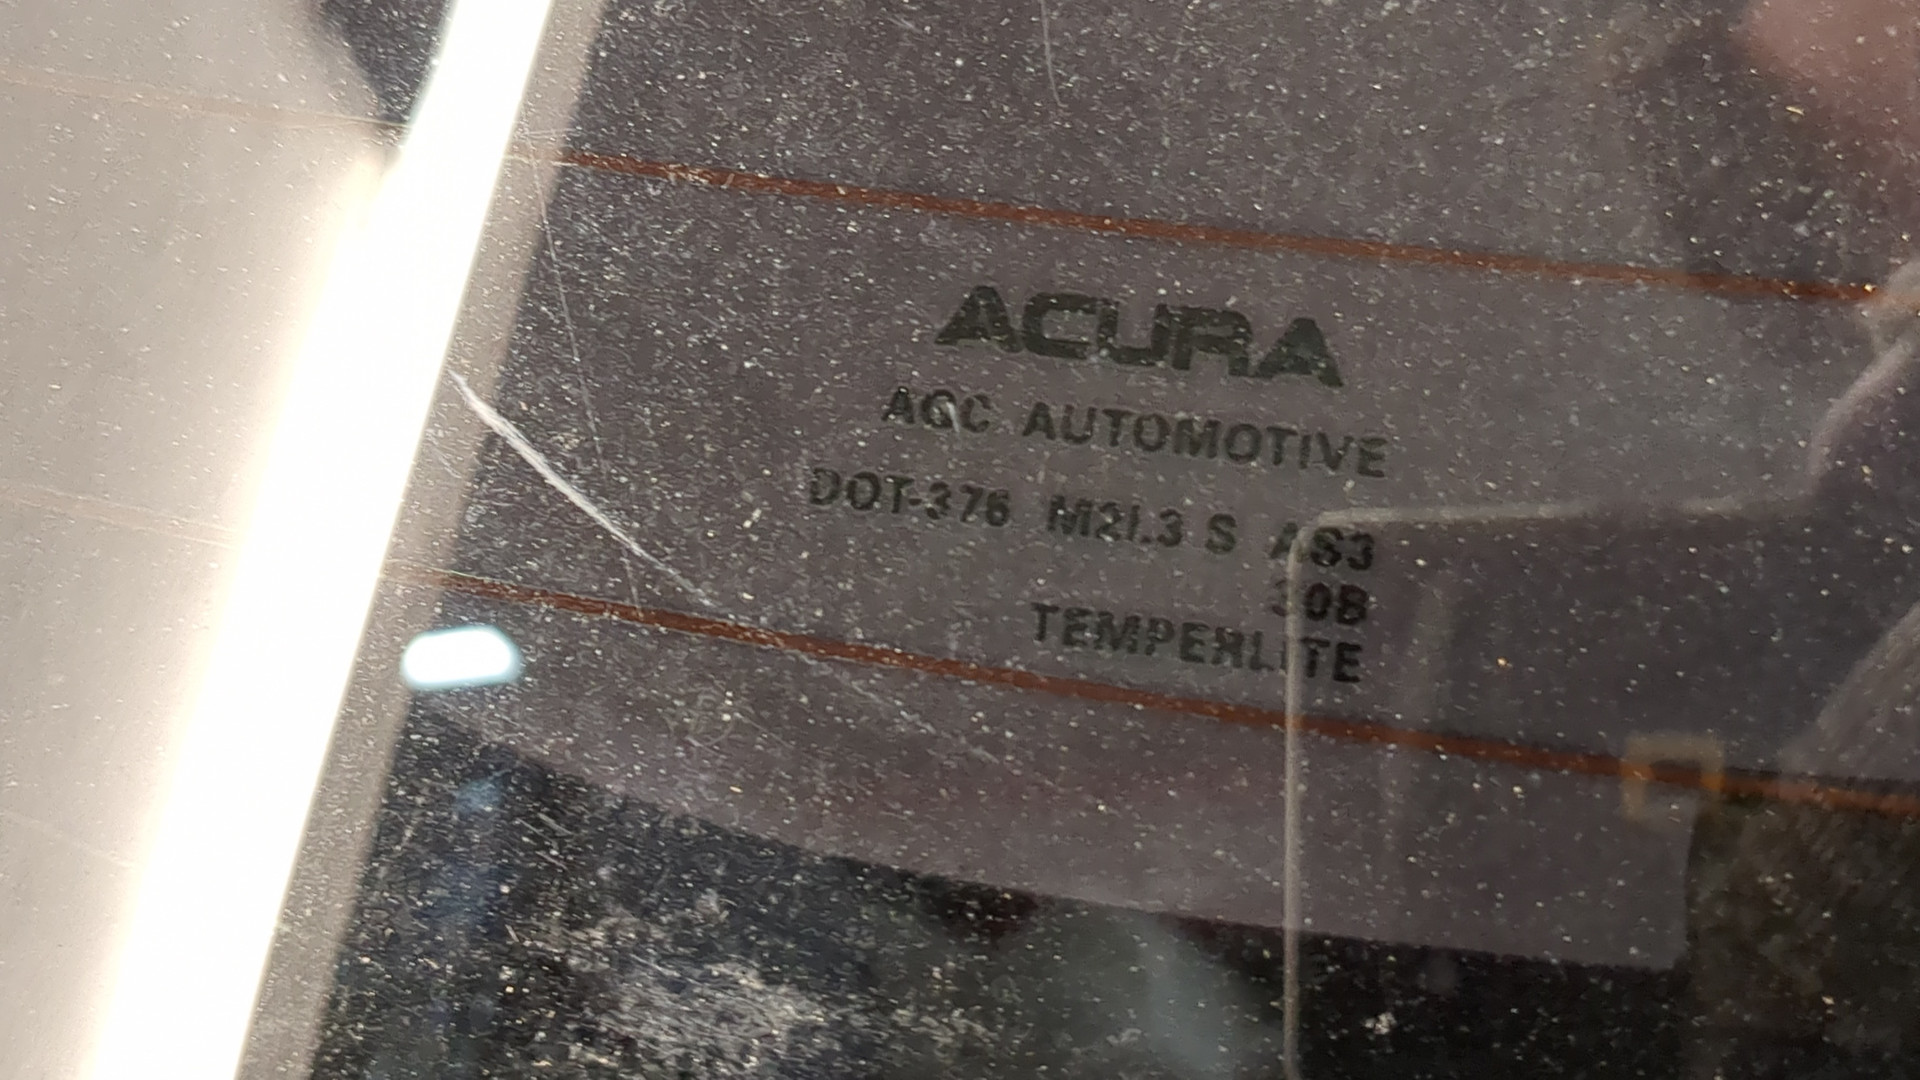 ACURA
AGC AUTOMOTIVE
DOT-376 M2I.3 S AS3
30B
TEMPERLITE